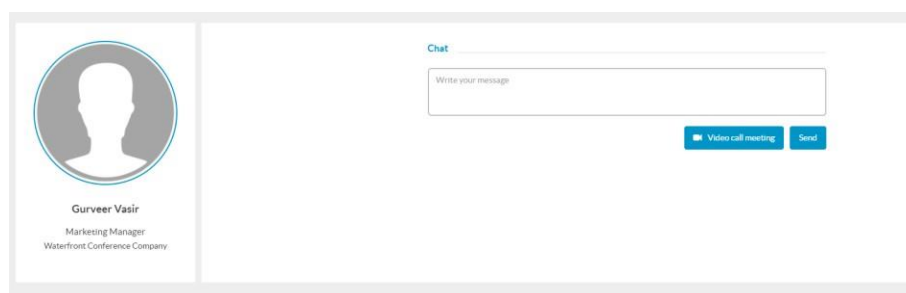 Chat
Write your message
Video call meeting
Send
Gurveer Vasir
Marketing Manager
Waterfront Conference Company